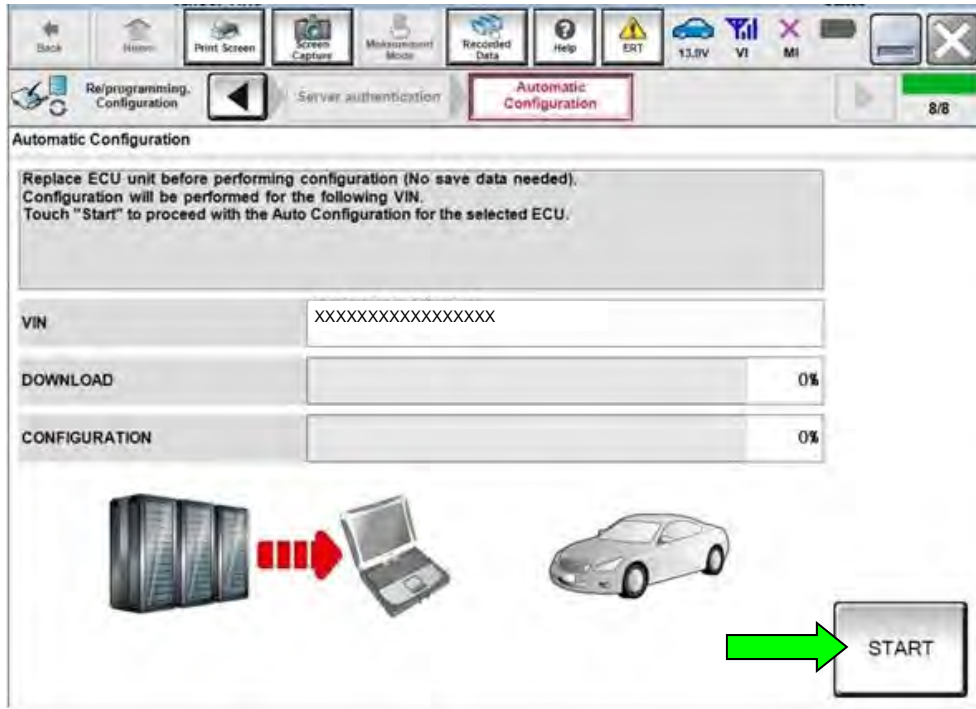 Back
Home
Print Screen
Screen
Capture
Measurement
Mode
Recorded
Data
Help
ERT
13.0V
VI
MI
Re/programming,
Configuration
Server authentication
Automatic
Configuration
8/8
Automatic Configuration
Replace ECU unit before performing configuration (No save data needed).
Configuration will be performed for the following VIN.
Touch "Start" to proceed with the Auto Configuration for the selected ECU.
VIN
XXXXXXXXXXXXXXXXX
DOWNLOAD
0%
CONFIGURATION
0%
START